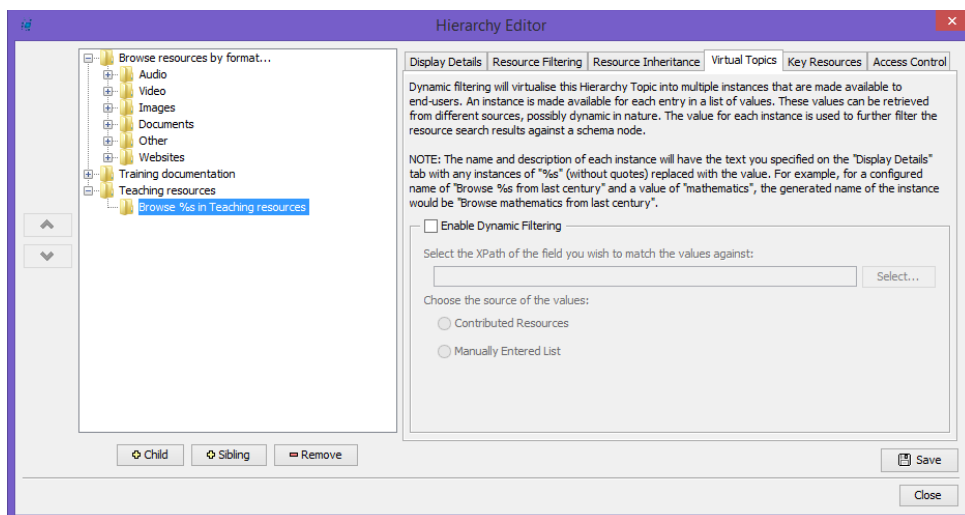 Hierarchy Editor
Browse resources by format...
Audio
Video
Images
Documents
Other
Websites
Training documentation
Teaching resources
Browse %s in Teaching resources
Child
Sibling
Remove
Display Details
Resource Filtering
Resource Inheritance
Virtual Topics
Key Resources
Access Control
Dynamic filtering will virtualise this Hierarchy Topic into multiple instances that are made available to
end-users. An instance is made available for each entry in a list of values. These values can be retrieved
from different sources, possibly dynamic in nature. The value for each instance is used to further filter the
resource search results against a schema node.
NOTE: The name and description of each instance will have the text you specified on the "Display Details"
tab with any instances of "%s" (without quotes) replaced with the value. For example, for a configured
name of "Browse %s from last century" and a value of "mathematics", the generated name of the instance
would be "Browse mathematics from last century".
Enable Dynamic Filtering
Select the XPath of the field you wish to match the values against:
Select...
Choose the source of the values:
Contributed Resources
Manually Entered List
Save
Close